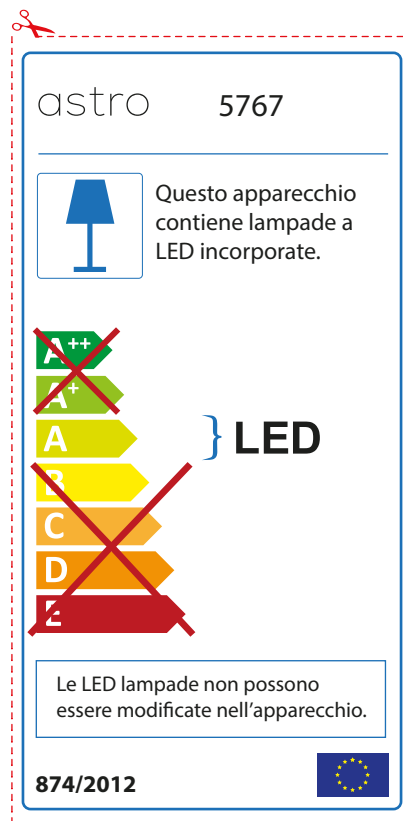 astro 5767
Questo apparecchio
contiene lampade a
LED incorporate.
A++
A+
A
LED
B
C
D
E
Le LED lampade non possono
essere modificate nell'apparecchio.
874/2012